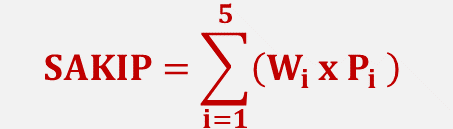 5
SAKIP = ∑(Wᵢ x Pᵢ )
i=1